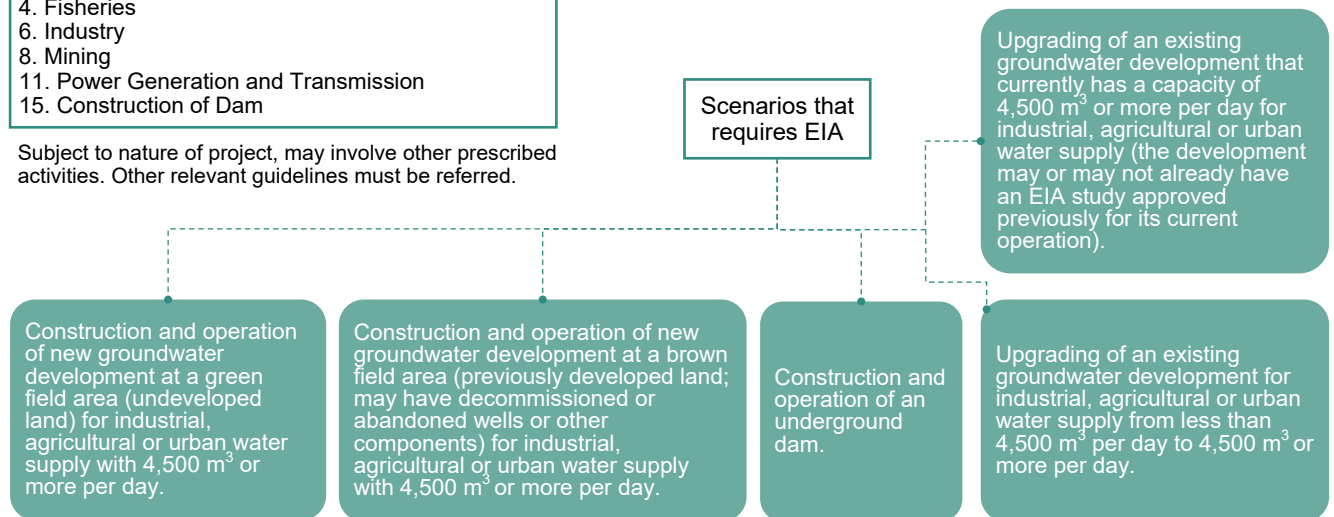 4. Fisheries
6. Industry
8. Mining
11. Power Generation and Transmission
15. Construction of Dam
Subject to nature of project, may involve other prescribed
activities. Other relevant guidelines must be referred.
Scenarios that
requires EIA
Upgrading of an existing
groundwater development that
currently has a capacity of
4,500 m³ or more per day for
industrial, agricultural or urban
water supply (the development
may or may not already have
an EIA study approved
previously for its current
operation).
Construction and operation
of new groundwater
development at a green
field area (undeveloped
land) for industrial,
agricultural or urban water
supply with 4,500 m³ or
more per day.
Construction and operation of new
groundwater development at a brown
field area (previously developed land;
may have decommissioned or
abandoned wells or other
components) for industrial,
agricultural or urban water supply
with 4,500 m³ or more per day.
Construction and
operation of an
underground
dam.
Upgrading of an existing
groundwater development for
industrial, agricultural or urban
water supply from less than
4,500 m³ per day to 4,500 m³ or
more per day.